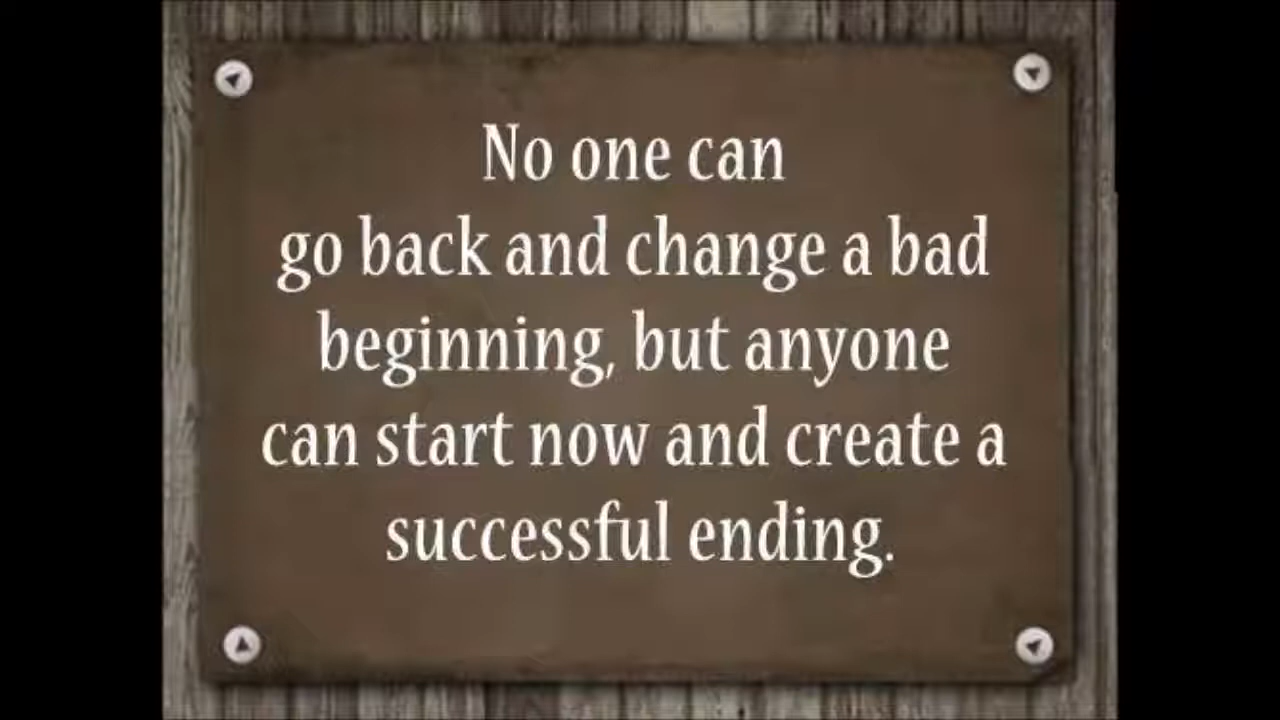 No one can
go back and change a bad
beginning, but anyone
can start now and create a
successful ending.